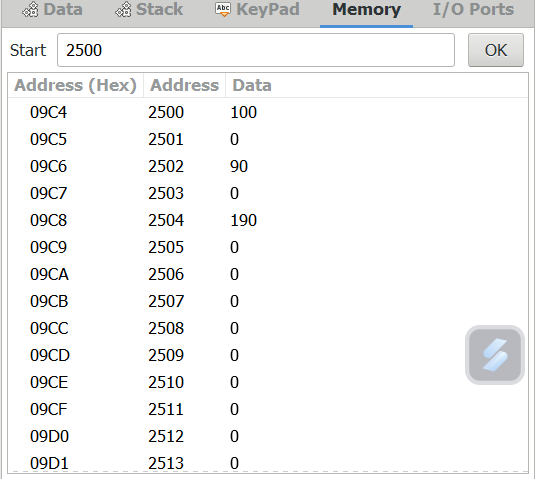 Data Stack Abc KeyPad Memory I/O Ports
Start 2500 OK
Address (Hex) Address Data
09C4 2500 100
09C5 2501 0
09C6 2502 90
09C7 2503 0
09C8 2504 190
09C9 2505 0
09CA 2506 0
09CB 2507 0
09CC 2508 0
09CD 2509 0
09CE 2510 0
09CF 2511 0
09D0 2512 0
09D1 2513 0